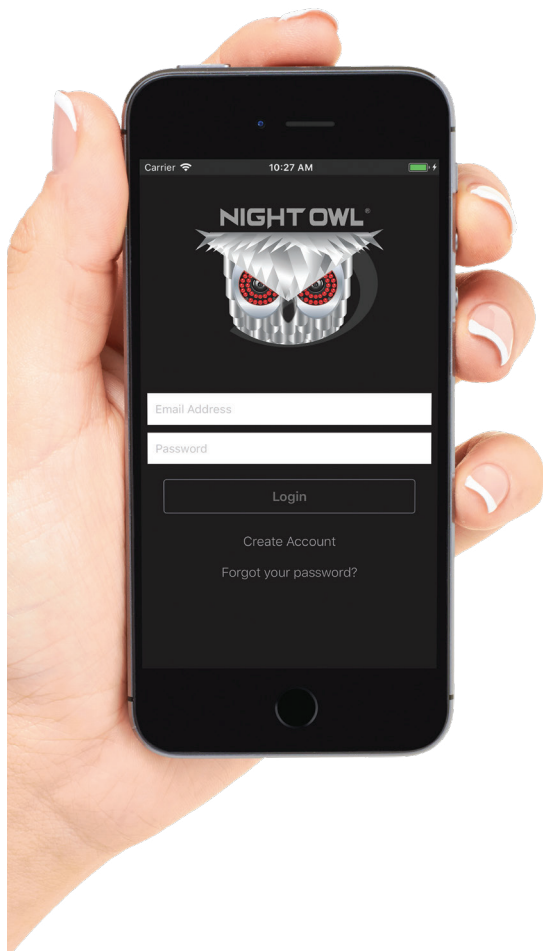 Carrier 10:27 AM
NIGHT OWL®
Email Address
Password
Login
Create Account
Forgot your password?